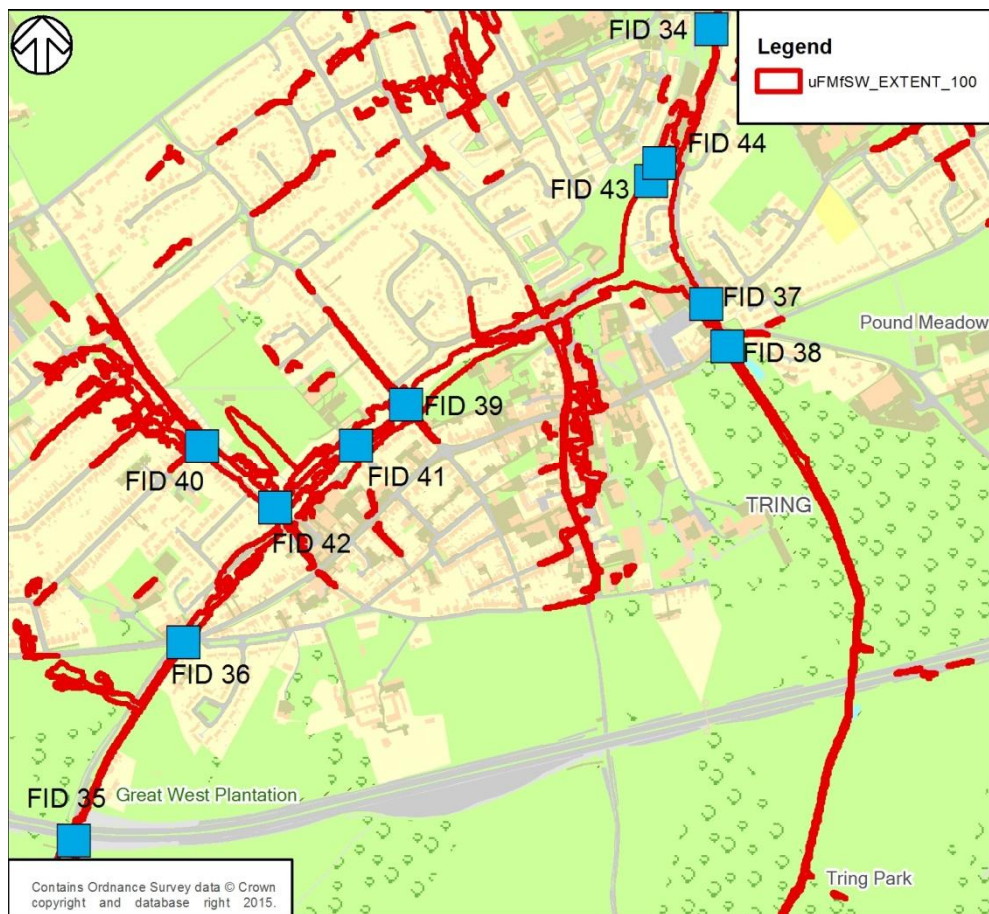 FID 34
Legend
uFMfSW_EXTENT_100
FID 44
FID 43
FID 37
Pound Meadow
FID 38
FID 39
FID 40
FID 41
TRING
FID 42
FID 36
Great West Plantation
FID 35
Tring Park
Contains Ordnance Survey data © Crown
copyright and database right 2015.